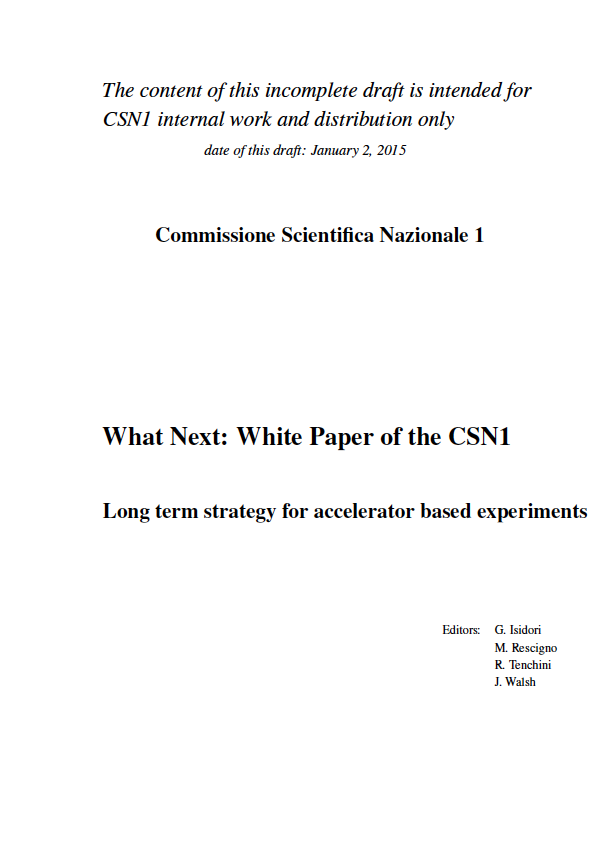 The content of this incomplete draft is intended for
CSN1 internal work and distribution only
date of this draft: January 2, 2015
Commissione Scientifica Nazionale 1
What Next: White Paper of the CSN1
Long term strategy for accelerator based experiments
Editors: G. Isidori
M. Rescigno
R. Tenchini
J. Walsh